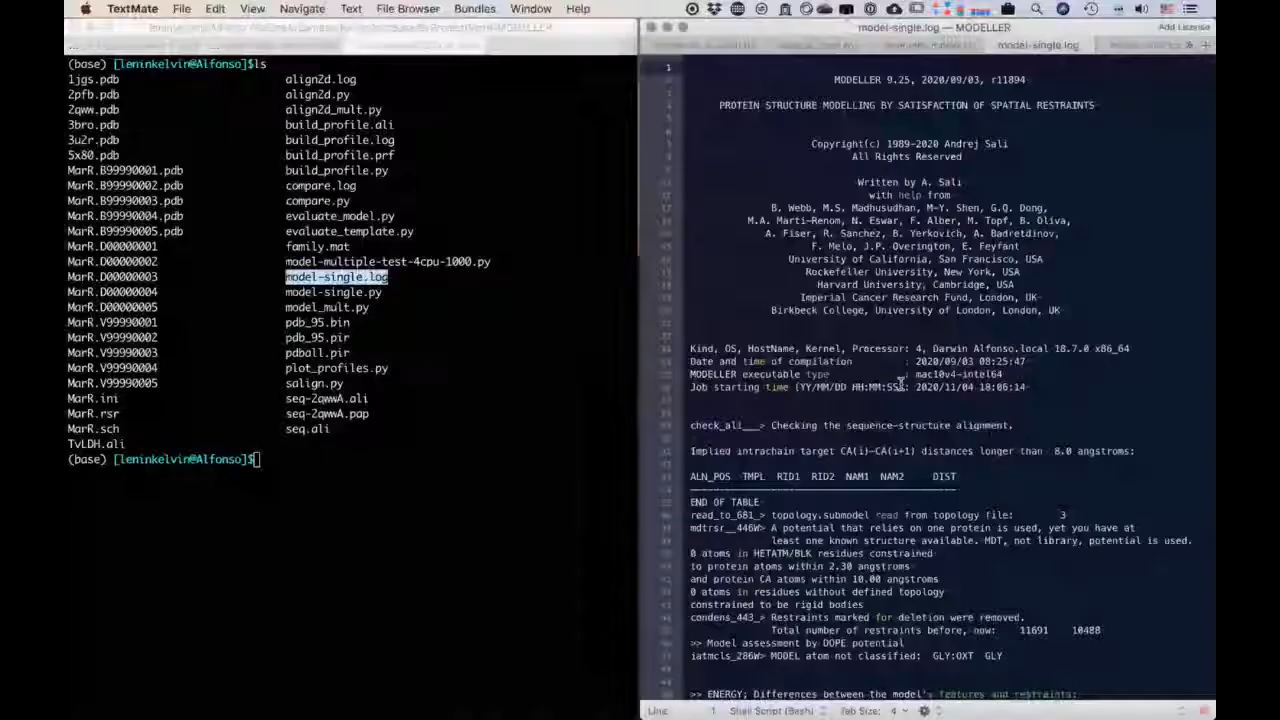 TextMate File Edit View Navigate Text File Browser Bundles Window Help
model-single.log — MODELLER
Add License
model-single.log
(base) [leninkelvin@Alfonso]$ls
1jgs.pdb align2d.log
2pfb.pdb align2d.py
2qww.pdb align2d_mult.py
3bro.pdb build_profile.ali
3u2r.pdb build_profile.log
5x80.pdb build_profile.prf
MarR.B99990001.pdb build_profile.py
MarR.B99990002.pdb compare.log
MarR.B99990003.pdb compare.py
MarR.B99990004.pdb evaluate_model.py
MarR.B99990005.pdb evaluate_template.py
MarR.D00000001 family.mat
MarR.D00000002 model-multiple-test-4cpu-1000.py
MarR.D00000003 model-single.log
MarR.D00000004 model-single.py
MarR.D00000005 model_mult.py
MarR.V99990001 pdb_95.bin
MarR.V99990002 pdb_95.pir
MarR.V99990003 pdball.pir
MarR.V99990004 plot_profiles.py
MarR.V99990005 salign.py
MarR.ini seq-2qwwA.ali
MarR.rsr seq-2qwwA.pap
MarR.sch seq.ali
TvLDH.ali
(base) [leninkelvin@Alfonso]$
1
MODELLER 9.25, 2020/09/03, r11894
PROTEIN STRUCTURE MODELLING BY SATISFACTION OF SPATIAL RESTRAINTS
Copyright(c) 1989-2020 Andrej Sali
All Rights Reserved
Written by A. Sali
with help from
B. Webb, M.S. Madhusudhan, M-Y. Shen, G.Q. Dong,
M.A. Marti-Renom, N. Eswar, F. Alber, M. Topf, B. Oliva,
A. Fiser, R. Sanchez, B. Yerkovich, A. Badretdinov,
F. Melo, J.P. Overington, E. Feyfant
University of California, San Francisco, USA
Rockefeller University, New York, USA
Harvard University, Cambridge, USA
Imperial Cancer Research Fund, London, UK
Birkbeck College, University of London, London, UK
Kind, OS, HostName, Kernel, Processor: 4, Darwin Alfonso.local 18.7.0 x86_64
Date and time of compilation : 2020/09/03 08:25:47
MODELLER executable type : mac10v4-intel64
Job starting time (YY/MM/DD HH:MM:SS): 2020/11/04 18:06:14
check_ali___> Checking the sequence-structure alignment.
Implied intrachain target CA(i)-CA(i+1) distances longer than 8.0 angstroms:
ALN_POS TMPL RID1 RID2 NAM1 NAM2 DIST
END OF TABLE
read_to_681_> topology.submodel read from topology file: 3
mdtrsr__446W> A potential that relies on one protein is used, yet you have at
least one known structure available. MDT, not library, potential is used.
0 atoms in HETATM/BLK residues constrained
to protein atoms within 2.30 angstroms
and protein CA atoms within 10.00 angstroms
0 atoms in residues without defined topology
constrained to be rigid bodies
condens_443_> Restraints marked for deletion were removed.
Total number of restraints before, now: 11691 10488
>> Model assessment by DOPE potential
iatmcls_286W> MODEL atom not classified: GLY:OXT GLY
>> ENERGY; Differences between the model's features and restraints:
Line: 1 Shell Script (Bash) Tab Size: 4